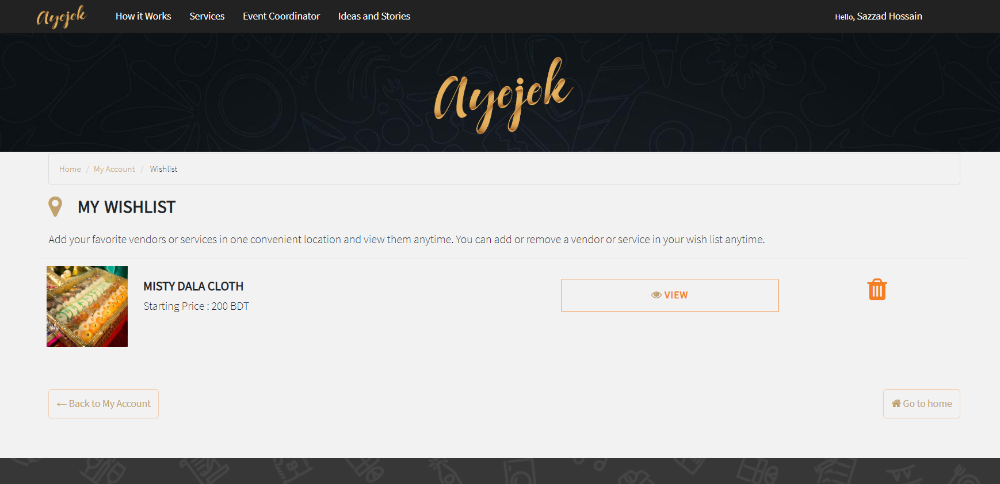 Ayojok How it Works Services Event Coordinator Ideas and Stories Hello, Sazzad Hossain
Ayojok
Home / My Account / Wishlist
MY WISHLIST
Add your favorite vendors or services in one convenient location and view them anytime. You can add or remove a vendor or service in your wish list anytime.
MISTY DALA CLOTH
Starting Price : 200 BDT
VIEW
← Back to My Account
Go to home